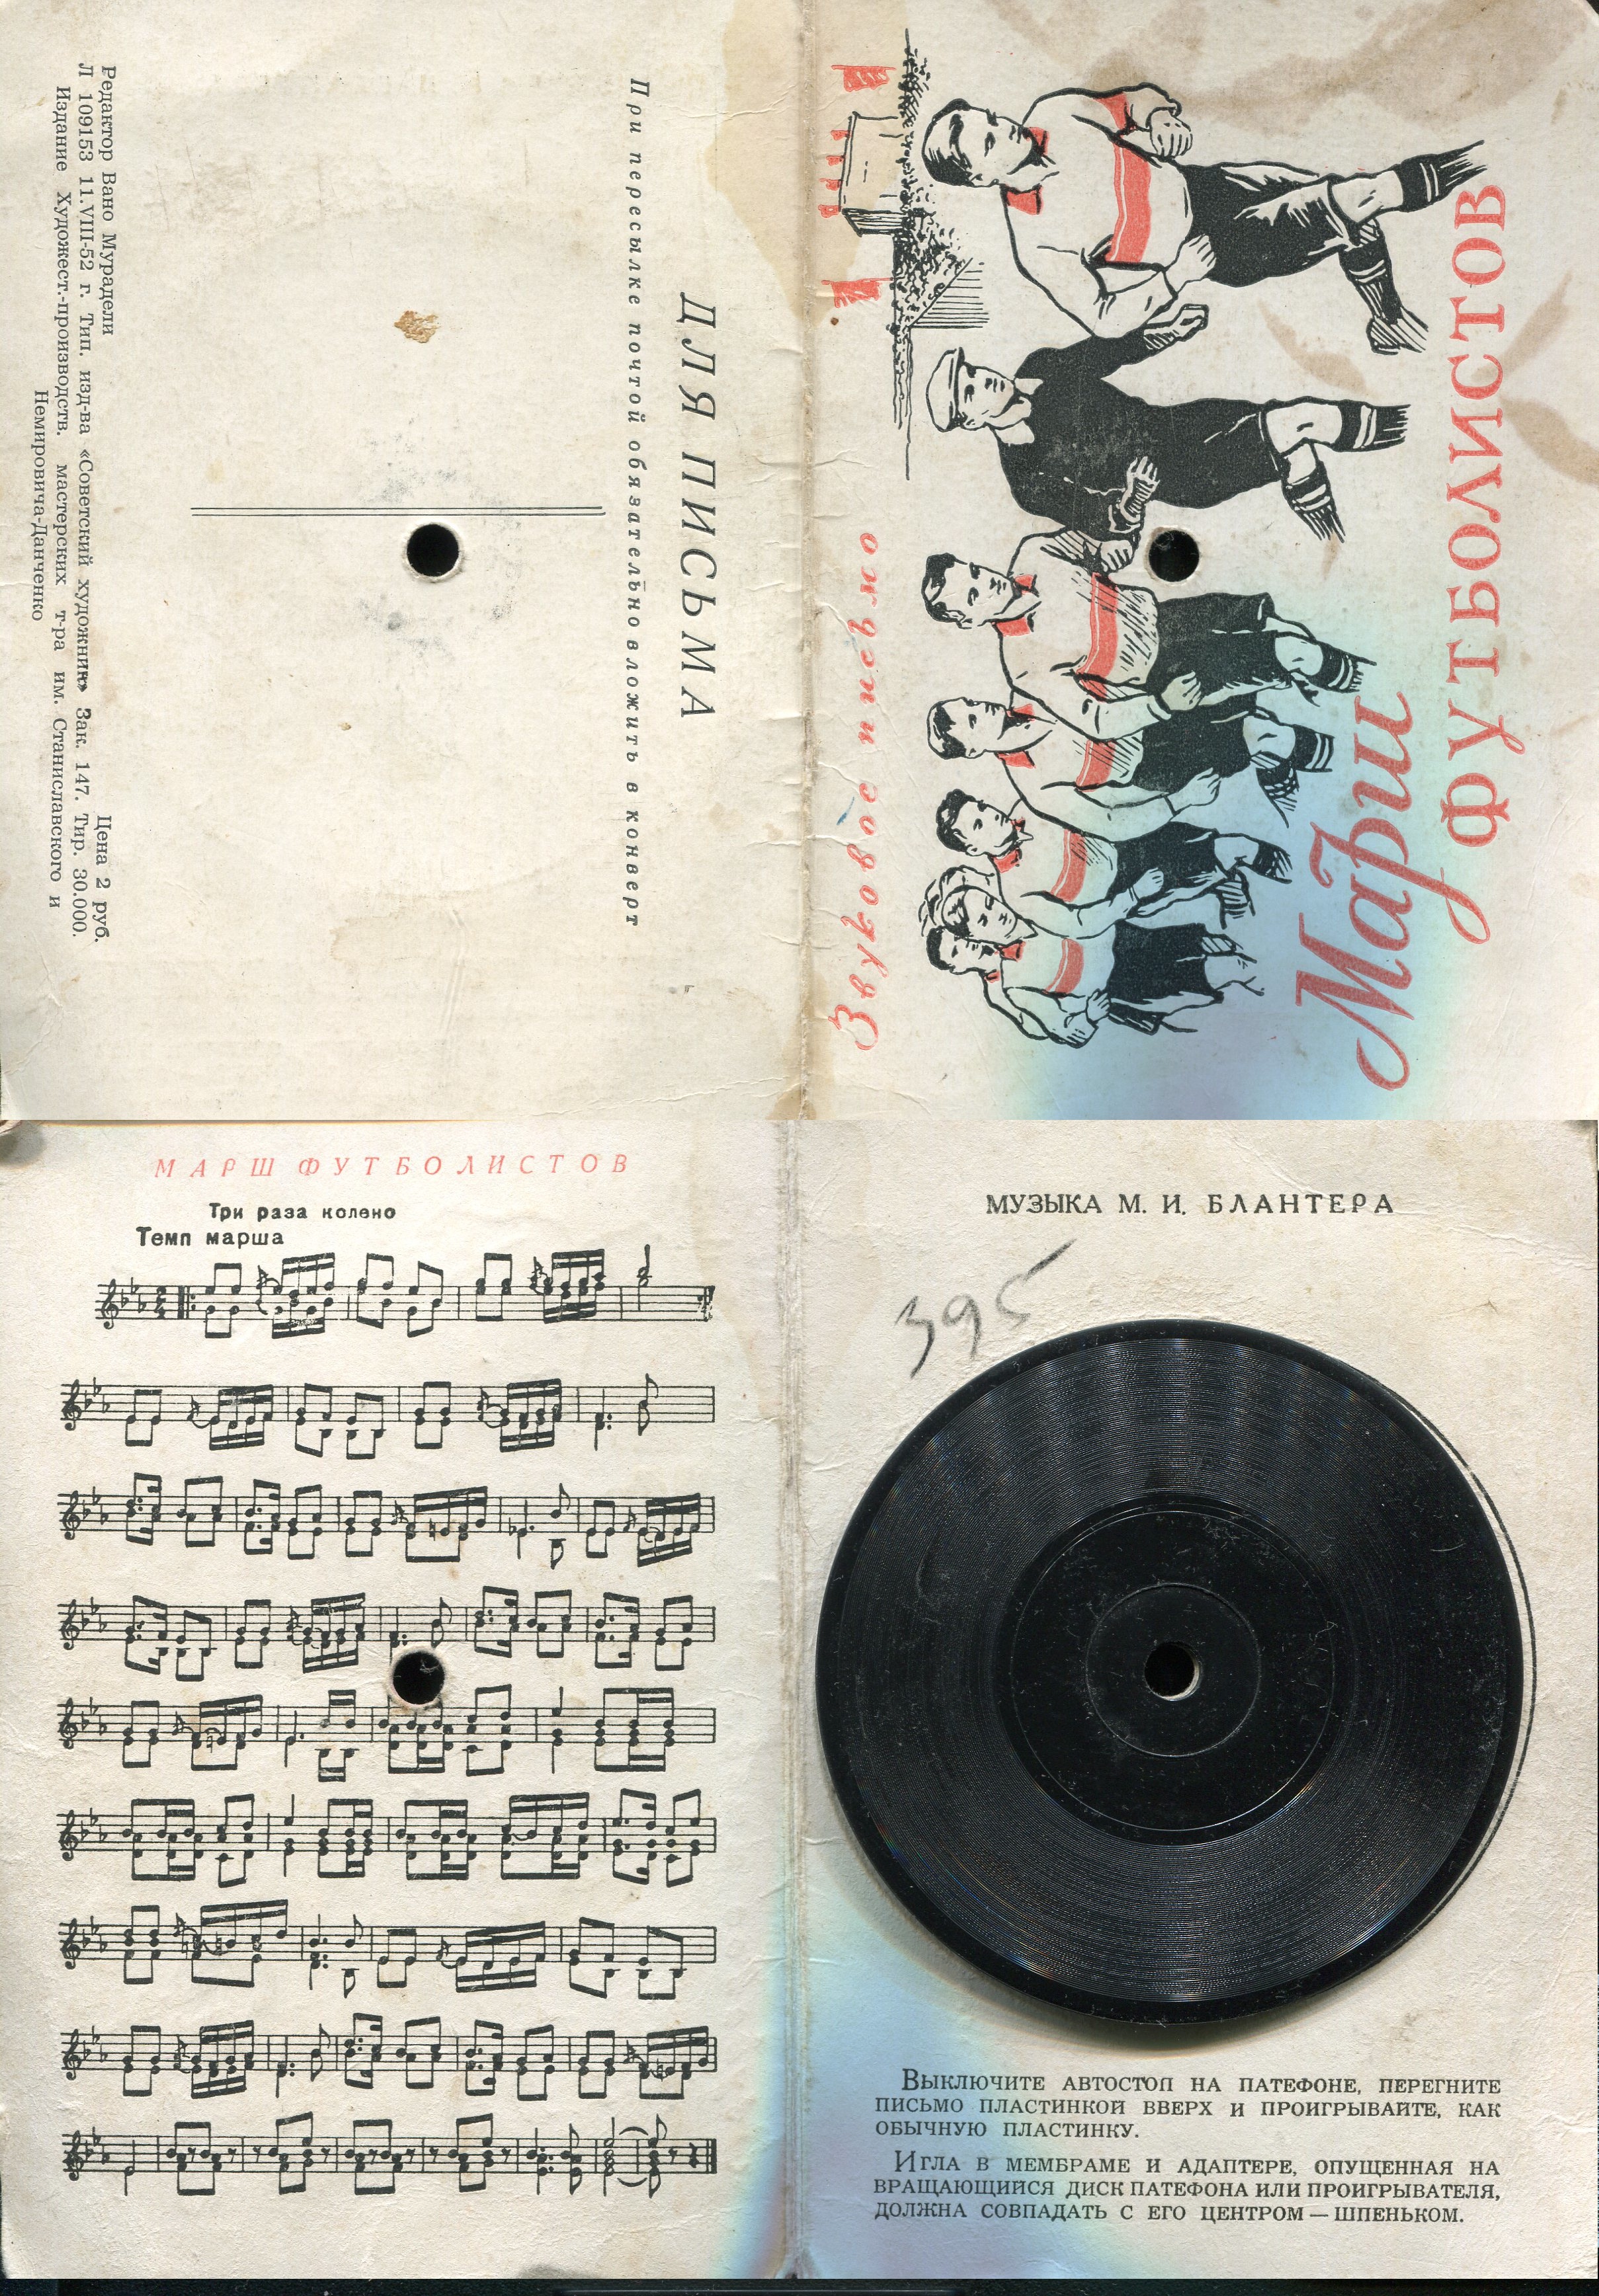 Звуковое письмо
Марш
ФУТБОЛИСТОВ
ДЛЯ ПИСЬМА
При пересылке почтой обязательно вложить в конверт
Редактор Вано Мурадели Цена 2 руб.
Л 109153 11.VIII-52 г. Тип. изд-ва «Советский художник» Зак. 147. Тир. 30.000.
Издание Художест.-производств. мастерских т-ра им. Станиславского и
Немировича-Данченко
МАРШ ФУТБОЛИСТОВ
Три раза колено
Темп марша
МУЗЫКА М. И. БЛАНТЕРА
395
Выключите автостоп на патефоне, перегните
письмо пластинкой вверх и проигрывайте, как
обычную пластинку.
Игла в мембраме и адаптере, опущенная на
вращающийся диск патефона или проигрывателя,
должна совпадать с его центром — шпеньком.